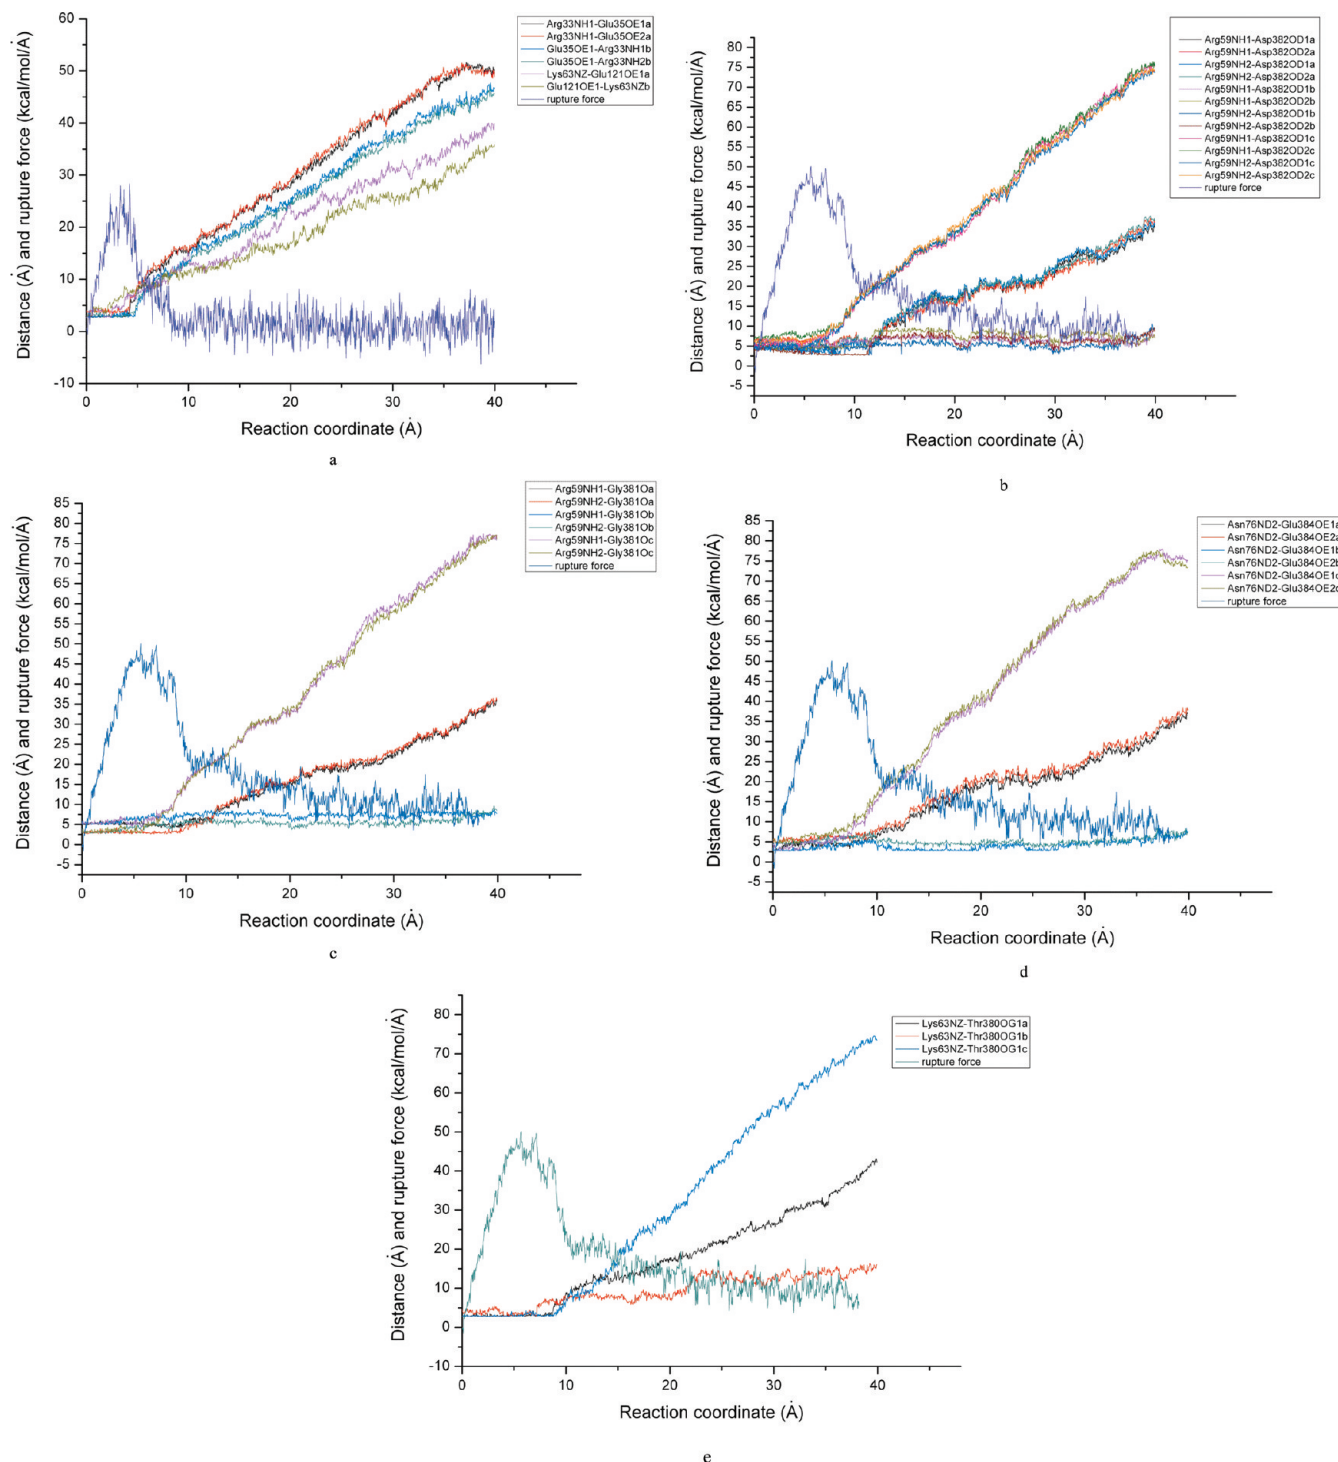 Distance (Å) and rupture force (kcal/mol/Å)
60
50
40
30
20
10
0
-10
0
10
20
30
40
Reaction coordinate (Å)
Arg33NH1-Glu35OE1a
Arg33NH1-Glu35OE2a
Glu35OE1-Arg33NH1b
Glu35OE1-Arg33NH2b
Lys63NZ-Glu121OE1a
Glu121OE1-Lys63NZb
rupture force
a
Distance (Å) and rupture force (kcal/mol/Å)
75
70
65
60
55
50
45
40
35
30
25
20
15
10
5
0
-5
0
10
20
30
40
Reaction coordinate (Å)
Arg59NH1-Asp382OD1a
Arg59NH1-Asp382OD2a
Arg59NH2-Asp382OD1a
Arg59NH2-Asp382OD2a
Arg59NH1-Asp382OD1b
Arg59NH1-Asp382OD2b
Arg59NH2-Asp382OD1b
Arg59NH2-Asp382OD2b
Arg59NH1-Asp382OD1c
Arg59NH1-Asp382OD2c
Arg59NH2-Asp382OD1c
Arg59NH2-Asp382OD2c
rupture force
b
Distance (Å) and rupture force (kcal/mol/Å)
85
80
75
70
65
60
55
50
45
40
35
30
25
20
15
10
5
0
-5
0
10
20
30
40
Reaction coordinate (Å)
Arg59NH1-Gly381Oa
Arg59NH2-Gly381Oa
Arg59NH1-Gly381Ob
Arg59NH2-Gly381Ob
Arg59NH1-Gly381Oc
Arg59NH2-Gly381Oc
rupture force
c
Distance (Å) and rupture force (kcal/mol/Å)
85
80
75
70
65
60
55
50
45
40
35
30
25
20
15
10
5
0
-5
0
10
20
30
40
Reaction coordinate (Å)
Asn76ND2-Glu384OE1a
Asn76ND2-Glu384OE2a
Asn76ND2-Glu384OE1b
Asn76ND2-Glu384OE2b
Asn76ND2-Glu384OE1c
Asn76ND2-Glu384OE2c
rupture force
d
Distance (Å) and rupture force (kcal/mol/Å)
80
70
60
50
40
30
20
10
0
-10
0
10
20
30
40
Reaction coordinate (Å)
Lys63NZ-Thr380OG1a
Lys63NZ-Thr380OG1b
Lys63NZ-Thr380OG1c
rupture force
e